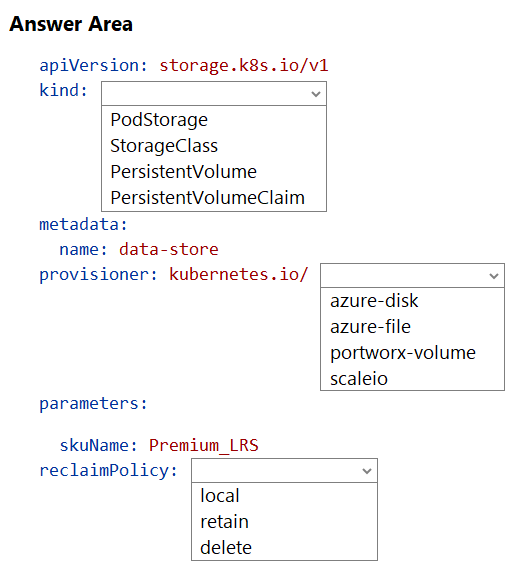 Answer Area
apiVersion: storage.k8s.io/v1
kind:
PodStorage
StorageClass
PersistentVolume
PersistentVolumeClaim
metadata:
name: data-store
provisioner: kubernetes.io/
azure-disk
azure-file
portworx-volume
scaleio
parameters:
skuName: Premium_LRS
reclaimPolicy:
local
retain
delete